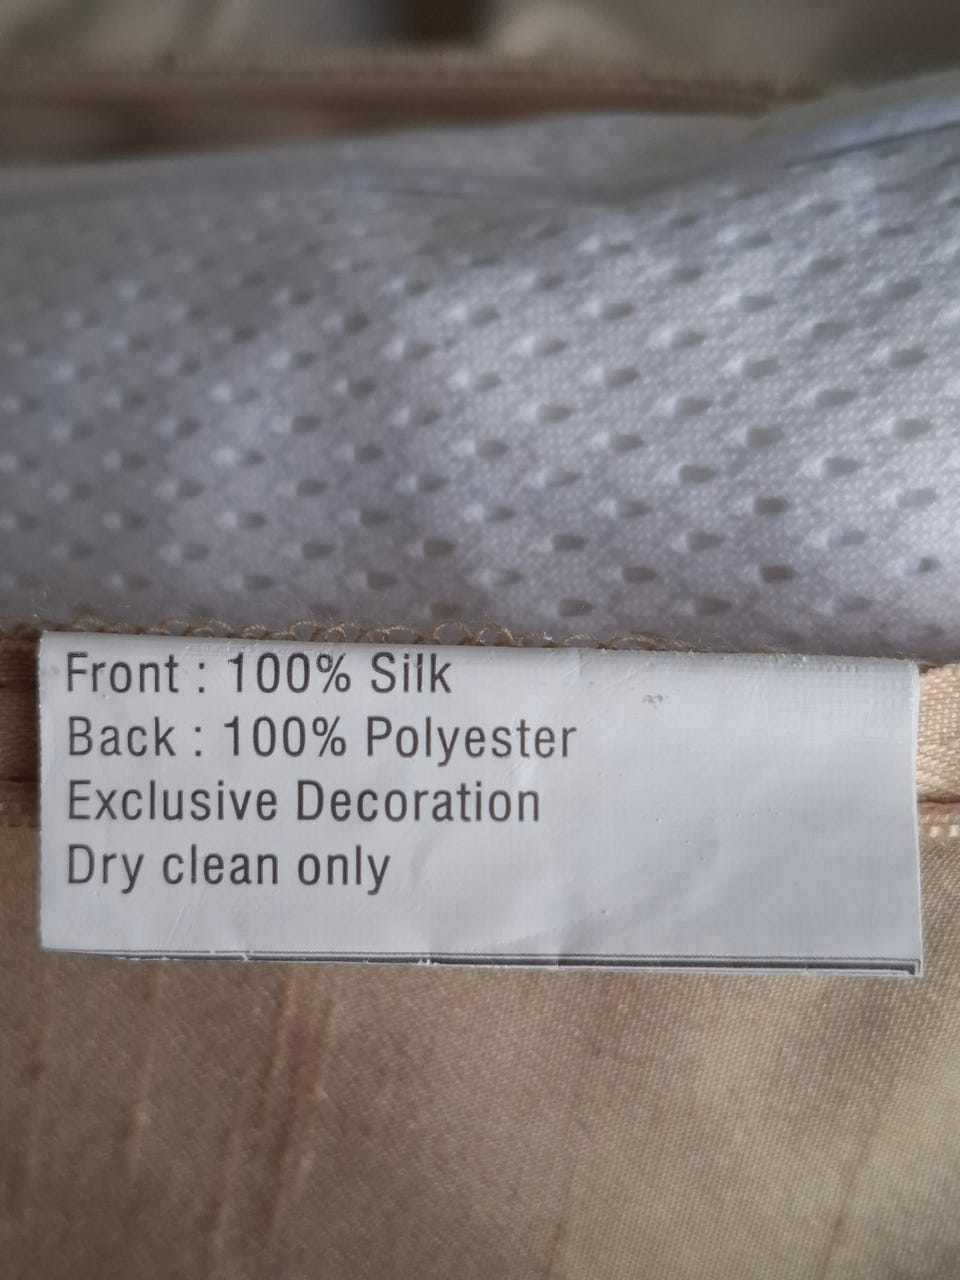 Front : 100% Silk
Back : 100% Polyester
Exclusive Decoration
Dry clean only